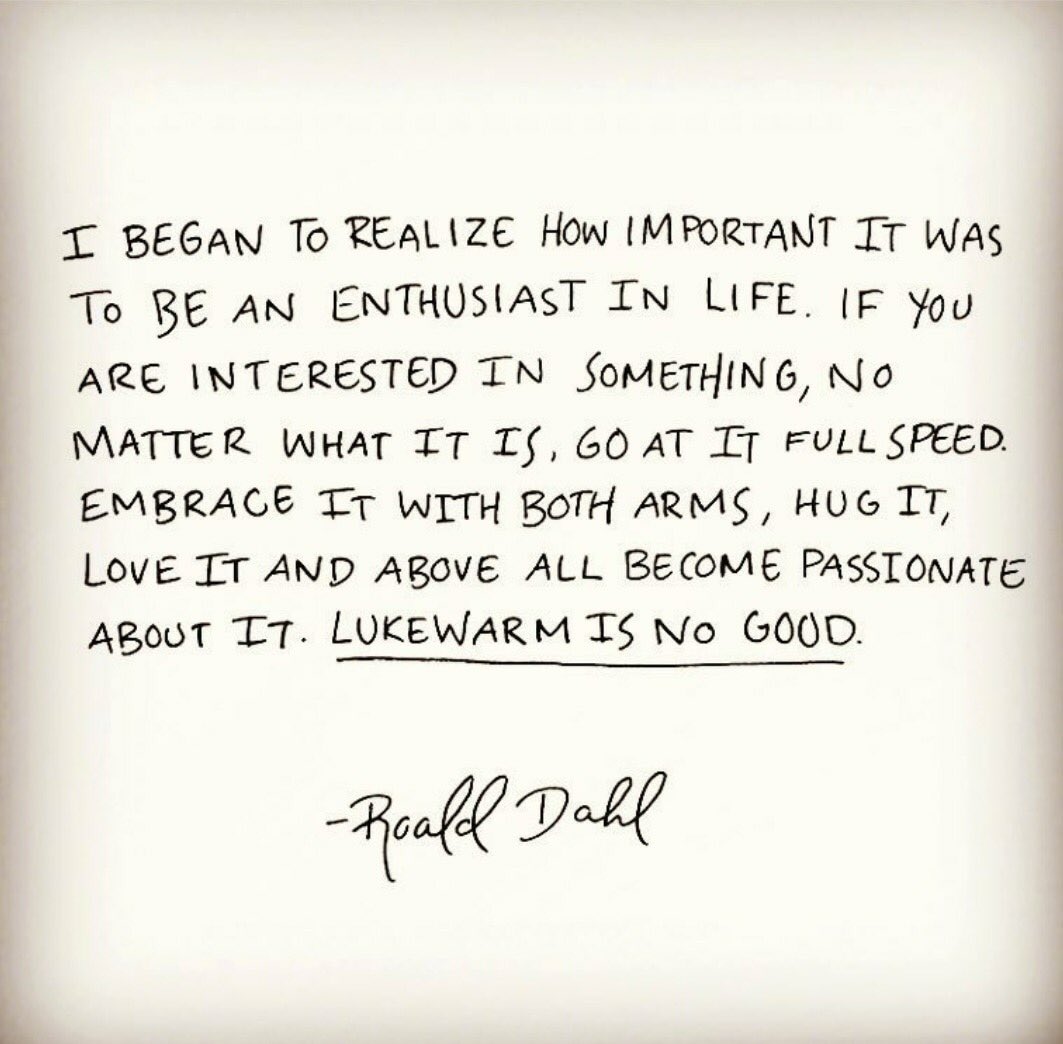 I BEGAN TO REALIZE HOW IMPORTANT IT WAS
TO BE AN ENTHUSIAST IN LIFE. IF YOU
ARE INTERESTED IN SOMETHING, NO
MATTER WHAT IT IS, GO AT IT FULL SPEED.
EMBRACE IT WITH BOTH ARMS, HUG IT,
LOVE IT AND ABOVE ALL BECOME PASSIONATE
ABOUT IT. LUKEWARM IS NO GOOD.
-Roald Dahl